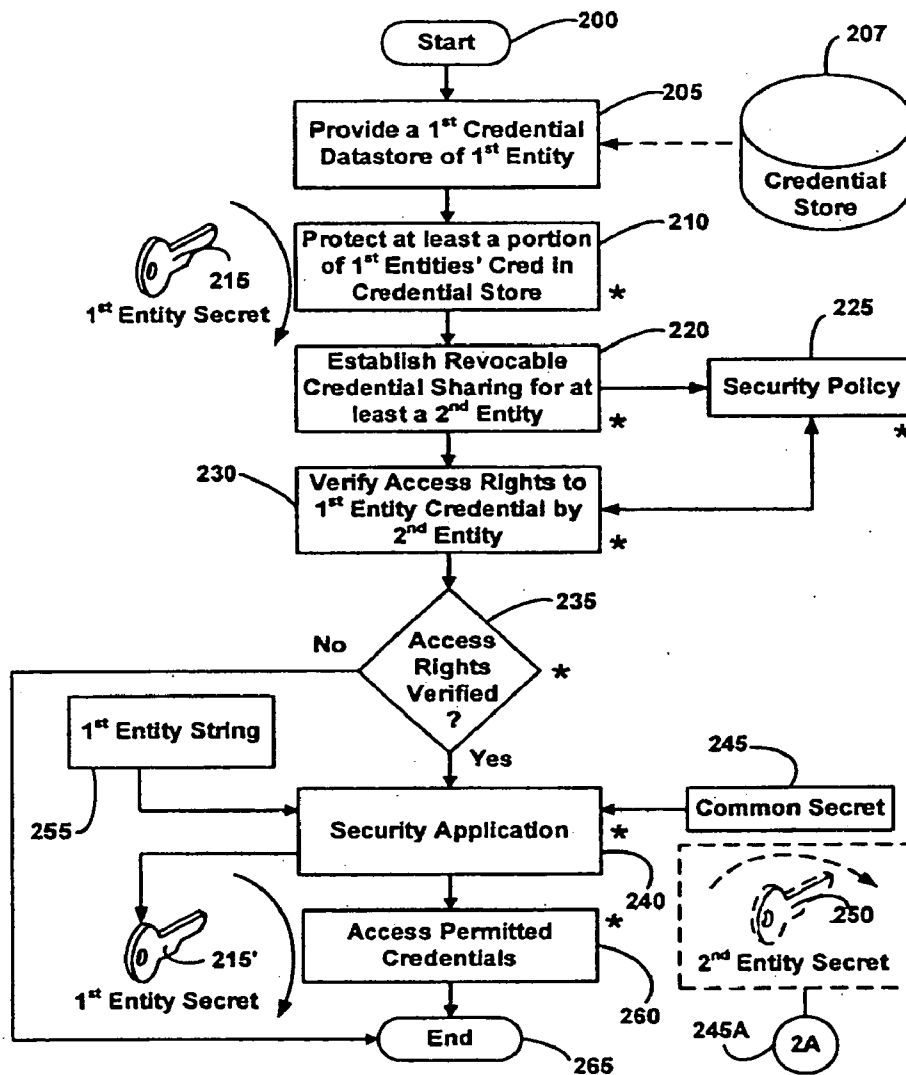 200
Start
207
205
Provide a 1st Credential
Datastore of 1st Entity
Credential
Store
210
Protect at least a portion
of 1st Entities' Cred in
Credential Store
*
215
1st Entity Secret
220
Establish Revocable
Credential Sharing for at
least a 2nd Entity
*
225
Security Policy
*
230
Verify Access Rights to
1st Entity Credential by
2nd Entity
*
235
No
Access
Rights
Verified
?
*
Yes
1st Entity String
255
245
Common Secret
Security Application
*
240
250
2nd Entity Secret
215'
1st Entity Secret
*
Access Permitted
Credentials
260
End
265
245A
2A